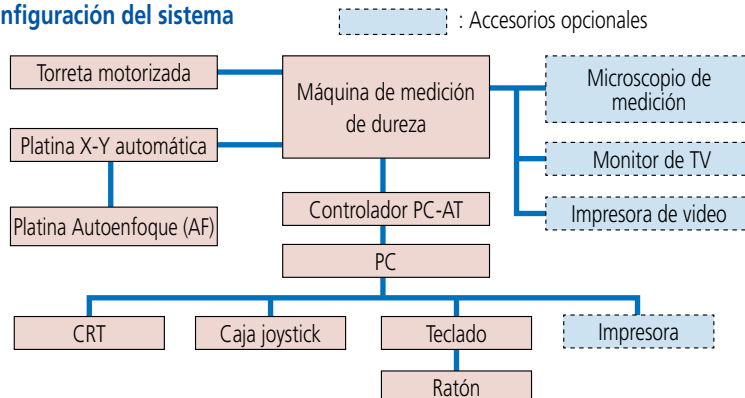 nfiguración del sistema
: Accesorios opcionales
Torreta motorizada
Máquina de medición
de dureza
Microscopio de
medición
Platina X-Y automática
Monitor de TV
Platina Autoenfoque (AF)
Controlador PC-AT
Impresora de video
PC
CRT
Caja joystick
Teclado
Impresora
Ratón